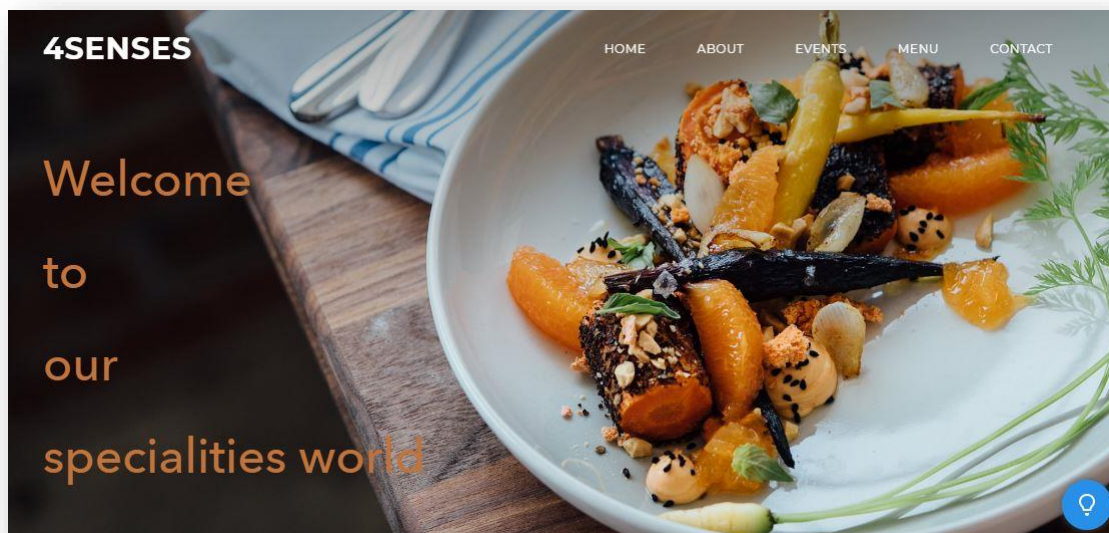 4SENSES
HOME ABOUT EVENTS MENU CONTACT
Welcome
to
our
specialities world